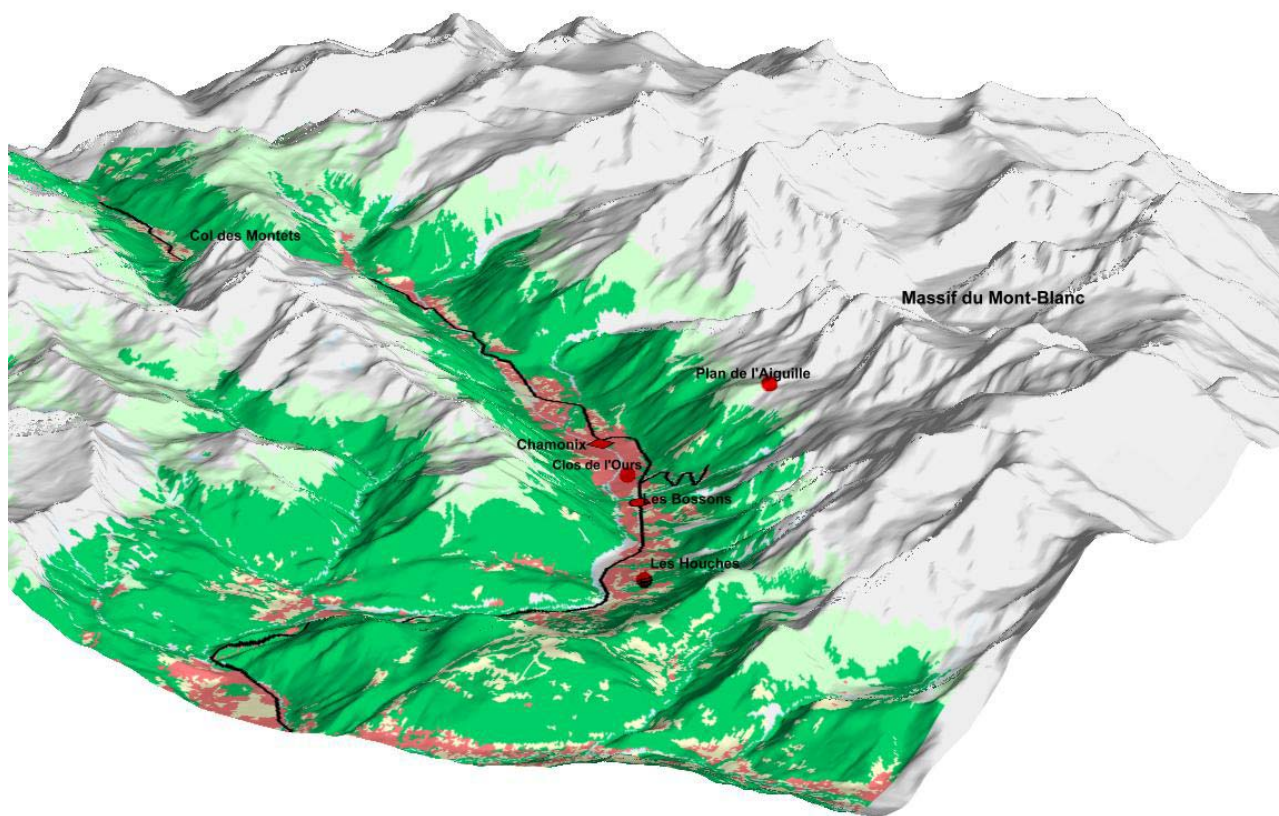 Col des Montets
Massif du Mont-Blanc
Plan de l'Aiguille
Chamonix
Clos de l'Ours
Les Bossons
Les Houches